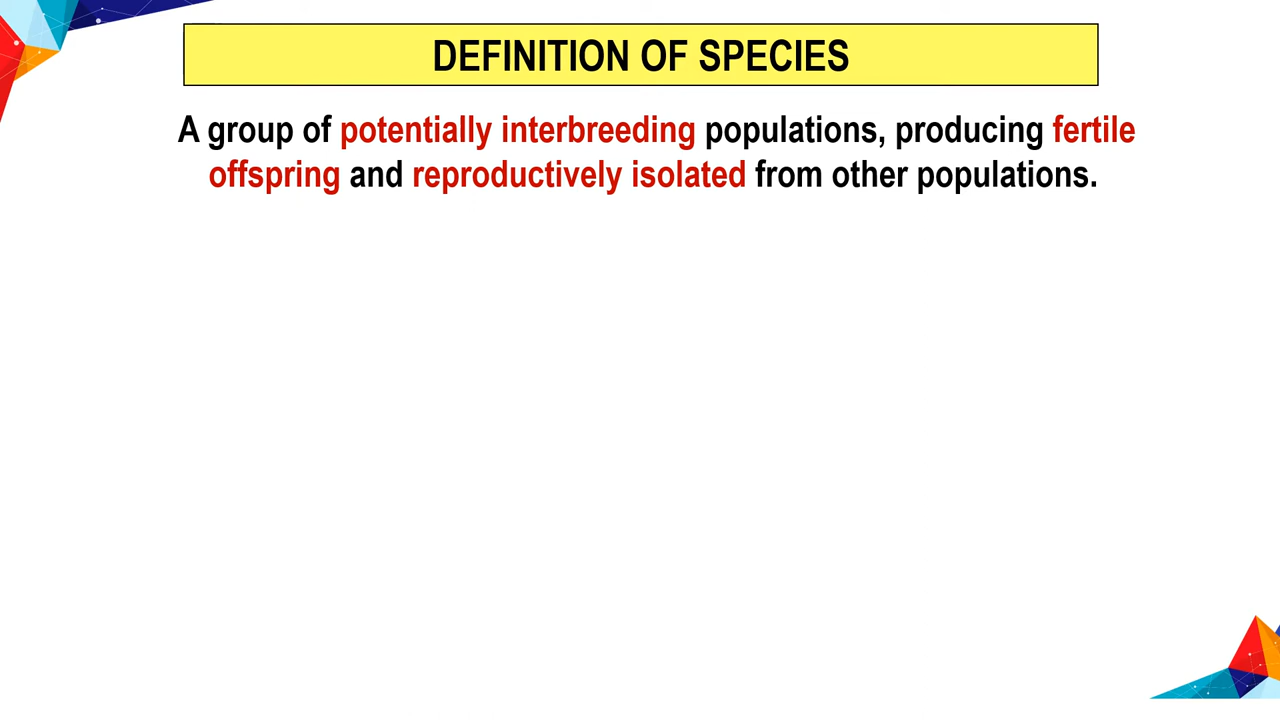 DEFINITION OF SPECIES
A group of potentially interbreeding populations, producing fertile
offspring and reproductively isolated from other populations.